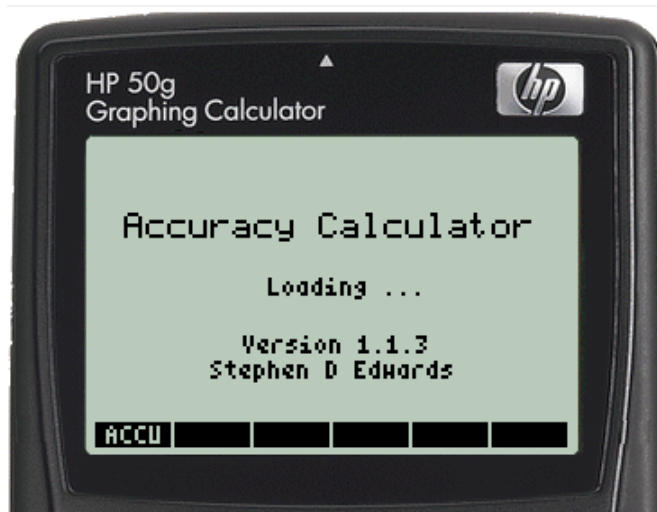 HP 50g
Graphing Calculator
hp
Accuracy Calculator
Loading ...
Version 1.1.3
Stephen D Edwards
ACCU